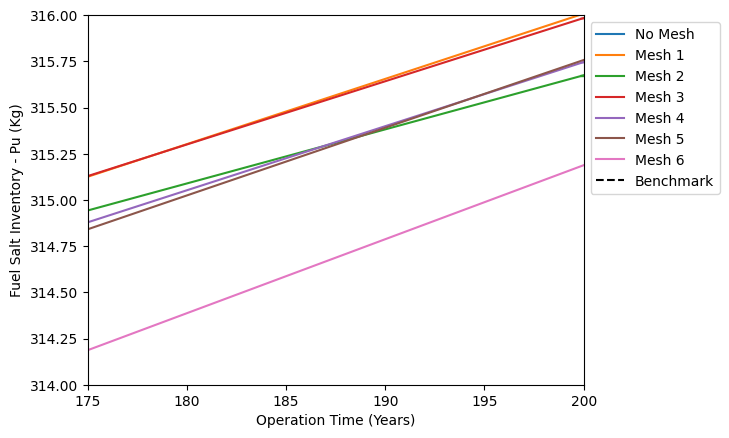 316.00
315.75
315.50
315.25
315.00
314.75
314.50
314.25
314.00
Fuel Salt Inventory - Pu (Kg)
175
180
185
190
195
200
Operation Time (Years)
No Mesh
Mesh 1
Mesh 2
Mesh 3
Mesh 4
Mesh 5
Mesh 6
Benchmark